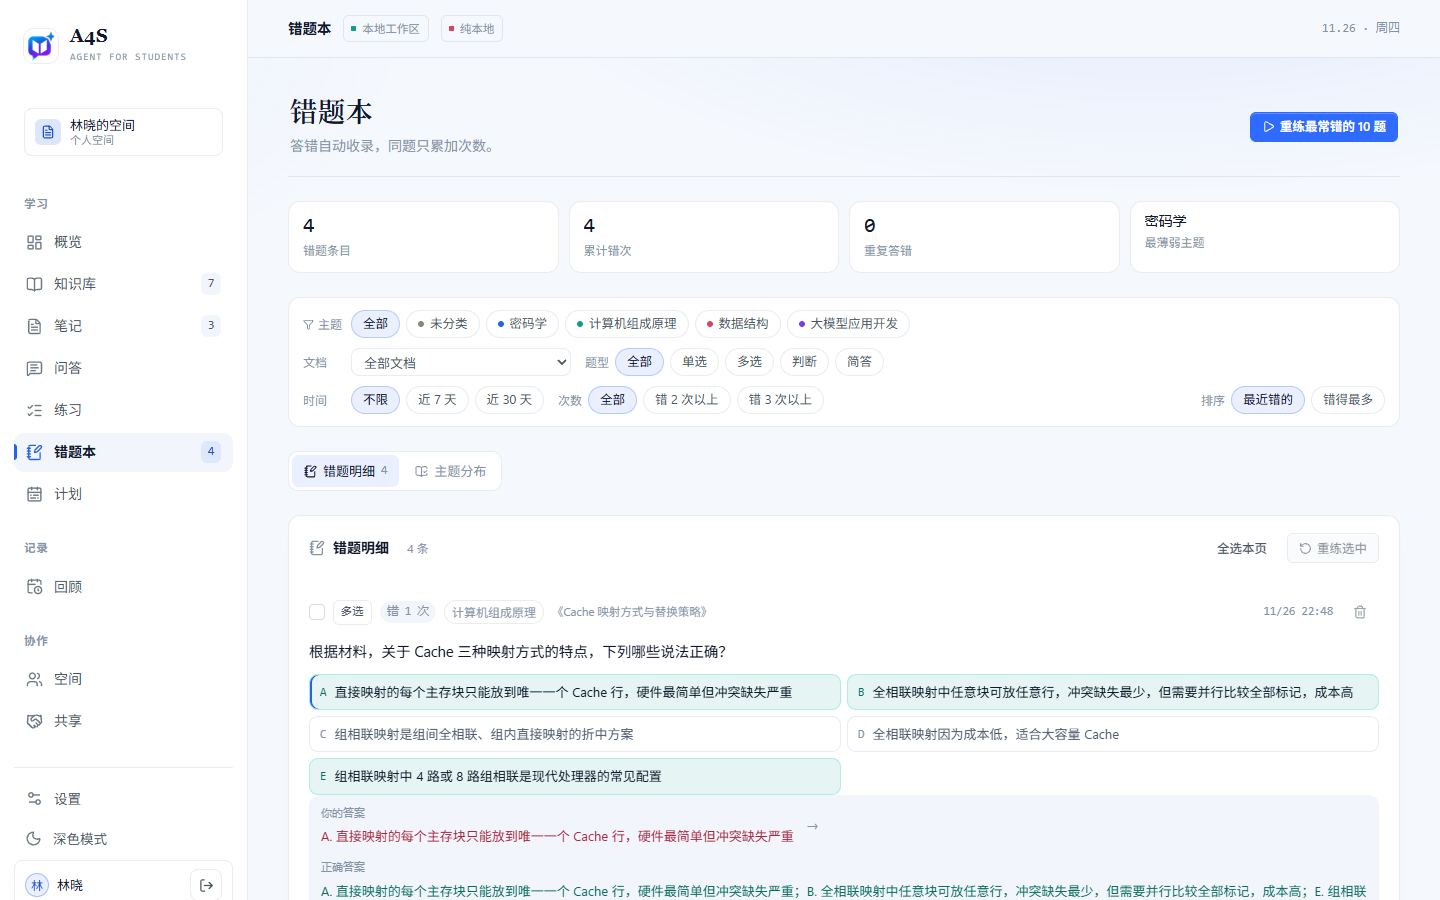 A4S
AGENT FOR STUDENTS
林晓的空间
个人空间
学习
概览
知识库 7
笔记 3
问答
练习
错题本 4
计划
记录
回顾
协作
空间
共享
设置
深色模式
林 林晓
错题本 本地工作区 纯本地 11.26 · 周四
错题本
答错自动收录，同题只累加次数。
重练最常错的 10 题
4
错题条目
4
累计错次
0
重复答错
密码学
最薄弱主题
主题 全部 未分类 密码学 计算机组成原理 数据结构 大模型应用开发
文档 全部文档 题型 全部 单选 多选 判断 简答
时间 不限 近 7 天 近 30 天 次数 全部 错 2 次以上 错 3 次以上 排序 最近错的 错得最多
错题明细 4 主题分布
错题明细 4 条 全选本页 重练选中
多选 错 1 次 计算机组成原理 《Cache 映射方式与替换策略》 11/26 22:48
根据材料，关于 Cache 三种映射方式的特点，下列哪些说法正确？
A 直接映射的每个主存块只能放到唯一一个 Cache 行，硬件最简单但冲突缺失严重
B 全相联映射中任意块可放任意行，冲突缺失最少，但需要并行比较全部标记，成本高
C 组相联映射是组间全相联、组内直接映射的折中方案
D 全相联映射因为成本低，适合大容量 Cache
E 组相联映射中 4 路或 8 路组相联是现代处理器的常见配置
你的答案
A. 直接映射的每个主存块只能放到唯一一个 Cache 行，硬件最简单但冲突缺失严重 →
正确答案
A. 直接映射的每个主存块只能放到唯一一个 Cache 行，硬件最简单但冲突缺失严重；B. 全相联映射中任意块可放任意行，冲突缺失最少，但需要并行比较全部标记，成本高；E. 组相联